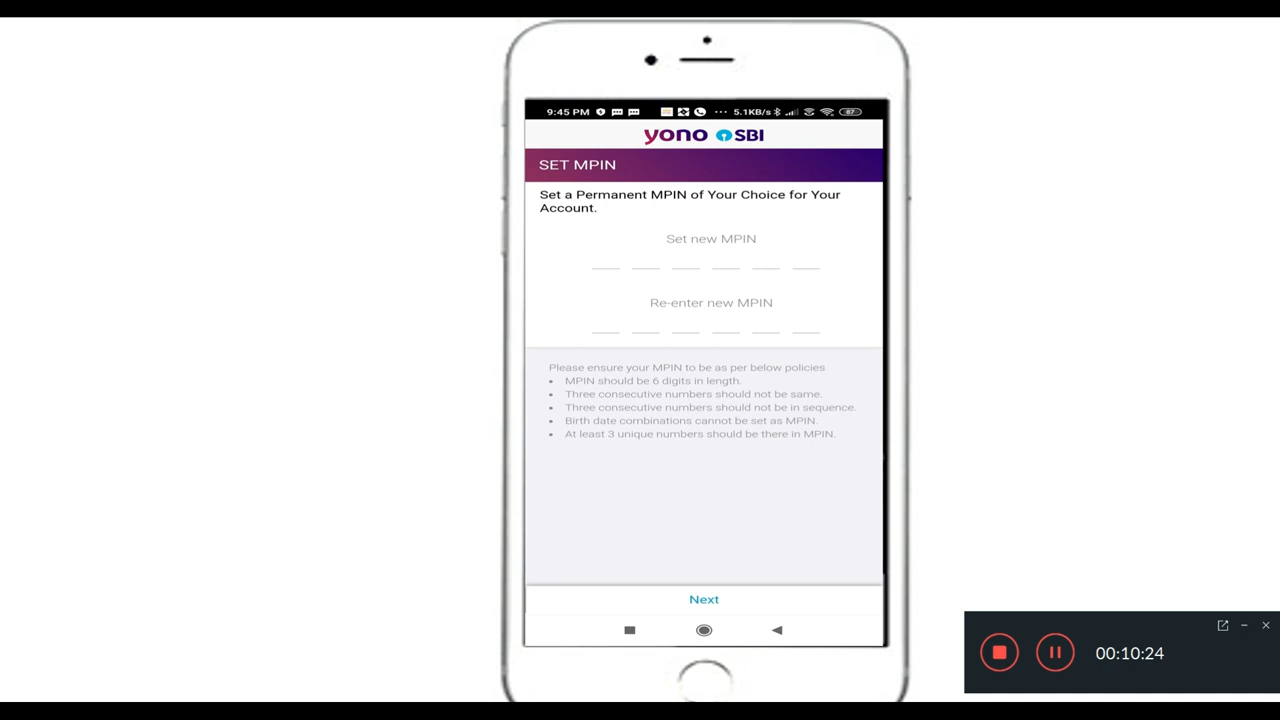 9:45 PM 5.1KB/s 87
yono SBI
SET MPIN
Set a Permanent MPIN of Your Choice for Your
Account.
Set new MPIN
Re-enter new MPIN
Please ensure your MPIN to be as per below policies
• MPIN should be 6 digits in length.
• Three consecutive numbers should not be same.
• Three consecutive numbers should not be in sequence.
• Birth date combinations cannot be set as MPIN.
• At least 3 unique numbers should be there in MPIN.
Next
00:10:24